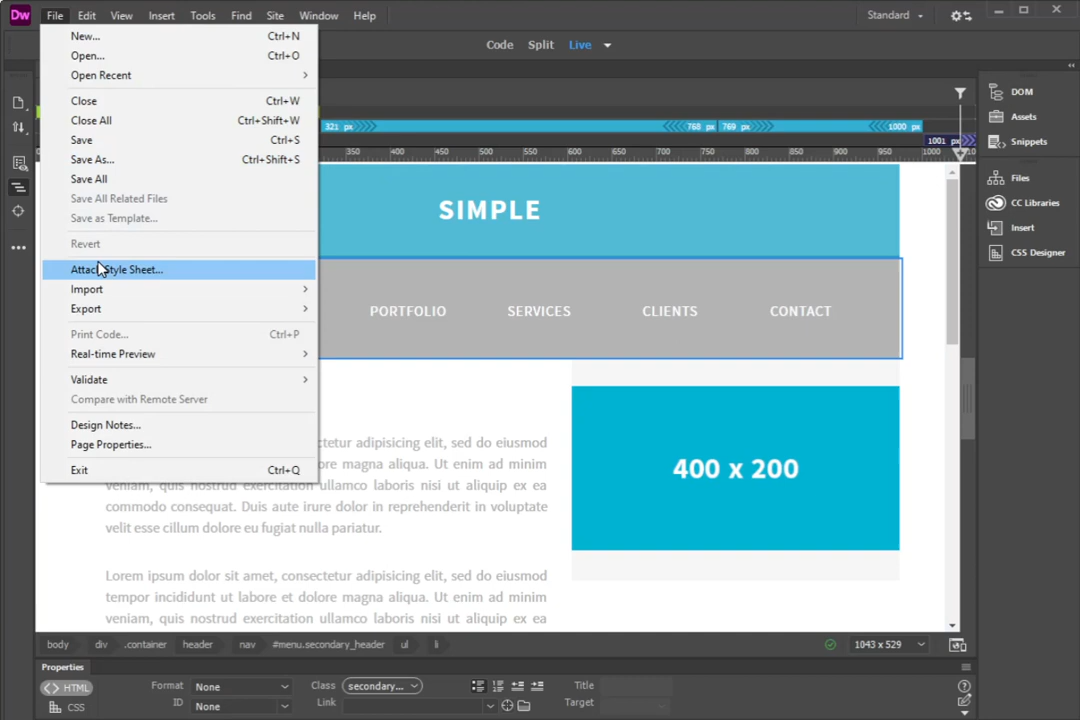 Dw File Edit View Insert Tools Find Site Window Help Standard
Code Split Live
New... Ctrl+N
Open... Ctrl+O
Open Recent
Close Ctrl+W
Close All Ctrl+Shift+W
Save Ctrl+S
Save As... Ctrl+Shift+S
Save All
Save All Related Files
Save as Template...
Revert
Attach Style Sheet...
Import
Export
Print Code... Ctrl+P
Real-time Preview
Validate
Compare with Remote Server
Design Notes...
Page Properties...
Exit Ctrl+Q
321 px 768 px 769 px 1000 px
1001 px
350 400 450 500 550 600 650 700 750 800 850 900 950 1000
SIMPLE
PORTFOLIO SERVICES CLIENTS CONTACT
ctetur adipisicing elit, sed do eiusmod
olore magna aliqua. Ut enim ad minim
veniam, quis nostrud exercitation ullamco laboris nisi ut aliquip ex ea
commodo consequat. Duis aute irure dolor in reprehenderit in voluptate
velit esse cillum dolore eu fugiat nulla pariatur.
Lorem ipsum dolor sit amet, consectetur adipisicing elit, sed do eiusmod
tempor incididunt ut labore et dolore magna aliqua. Ut enim ad minim
veniam, quis nostrud exercitation ullamco laboris nisi ut aliquip ex ea
400 x 200
DOM
Assets
Snippets
Files
CC Libraries
Insert
CSS Designer
body div .container header nav #menu.secondary_header ul li 1043 x 529
Properties
HTML Format None Class secondary... Title
CSS ID None Link Target